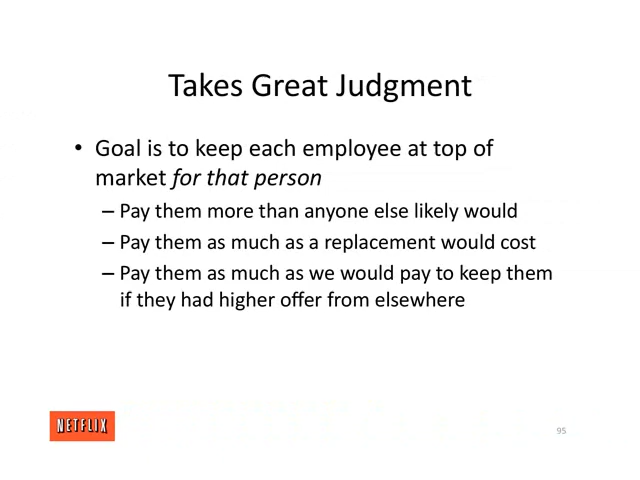 Takes Great Judgment
• Goal is to keep each employee at top of
market for that person
– Pay them more than anyone else likely would
– Pay them as much as a replacement would cost
– Pay them as much as we would pay to keep them
if they had higher offer from elsewhere
NETFLIX
95